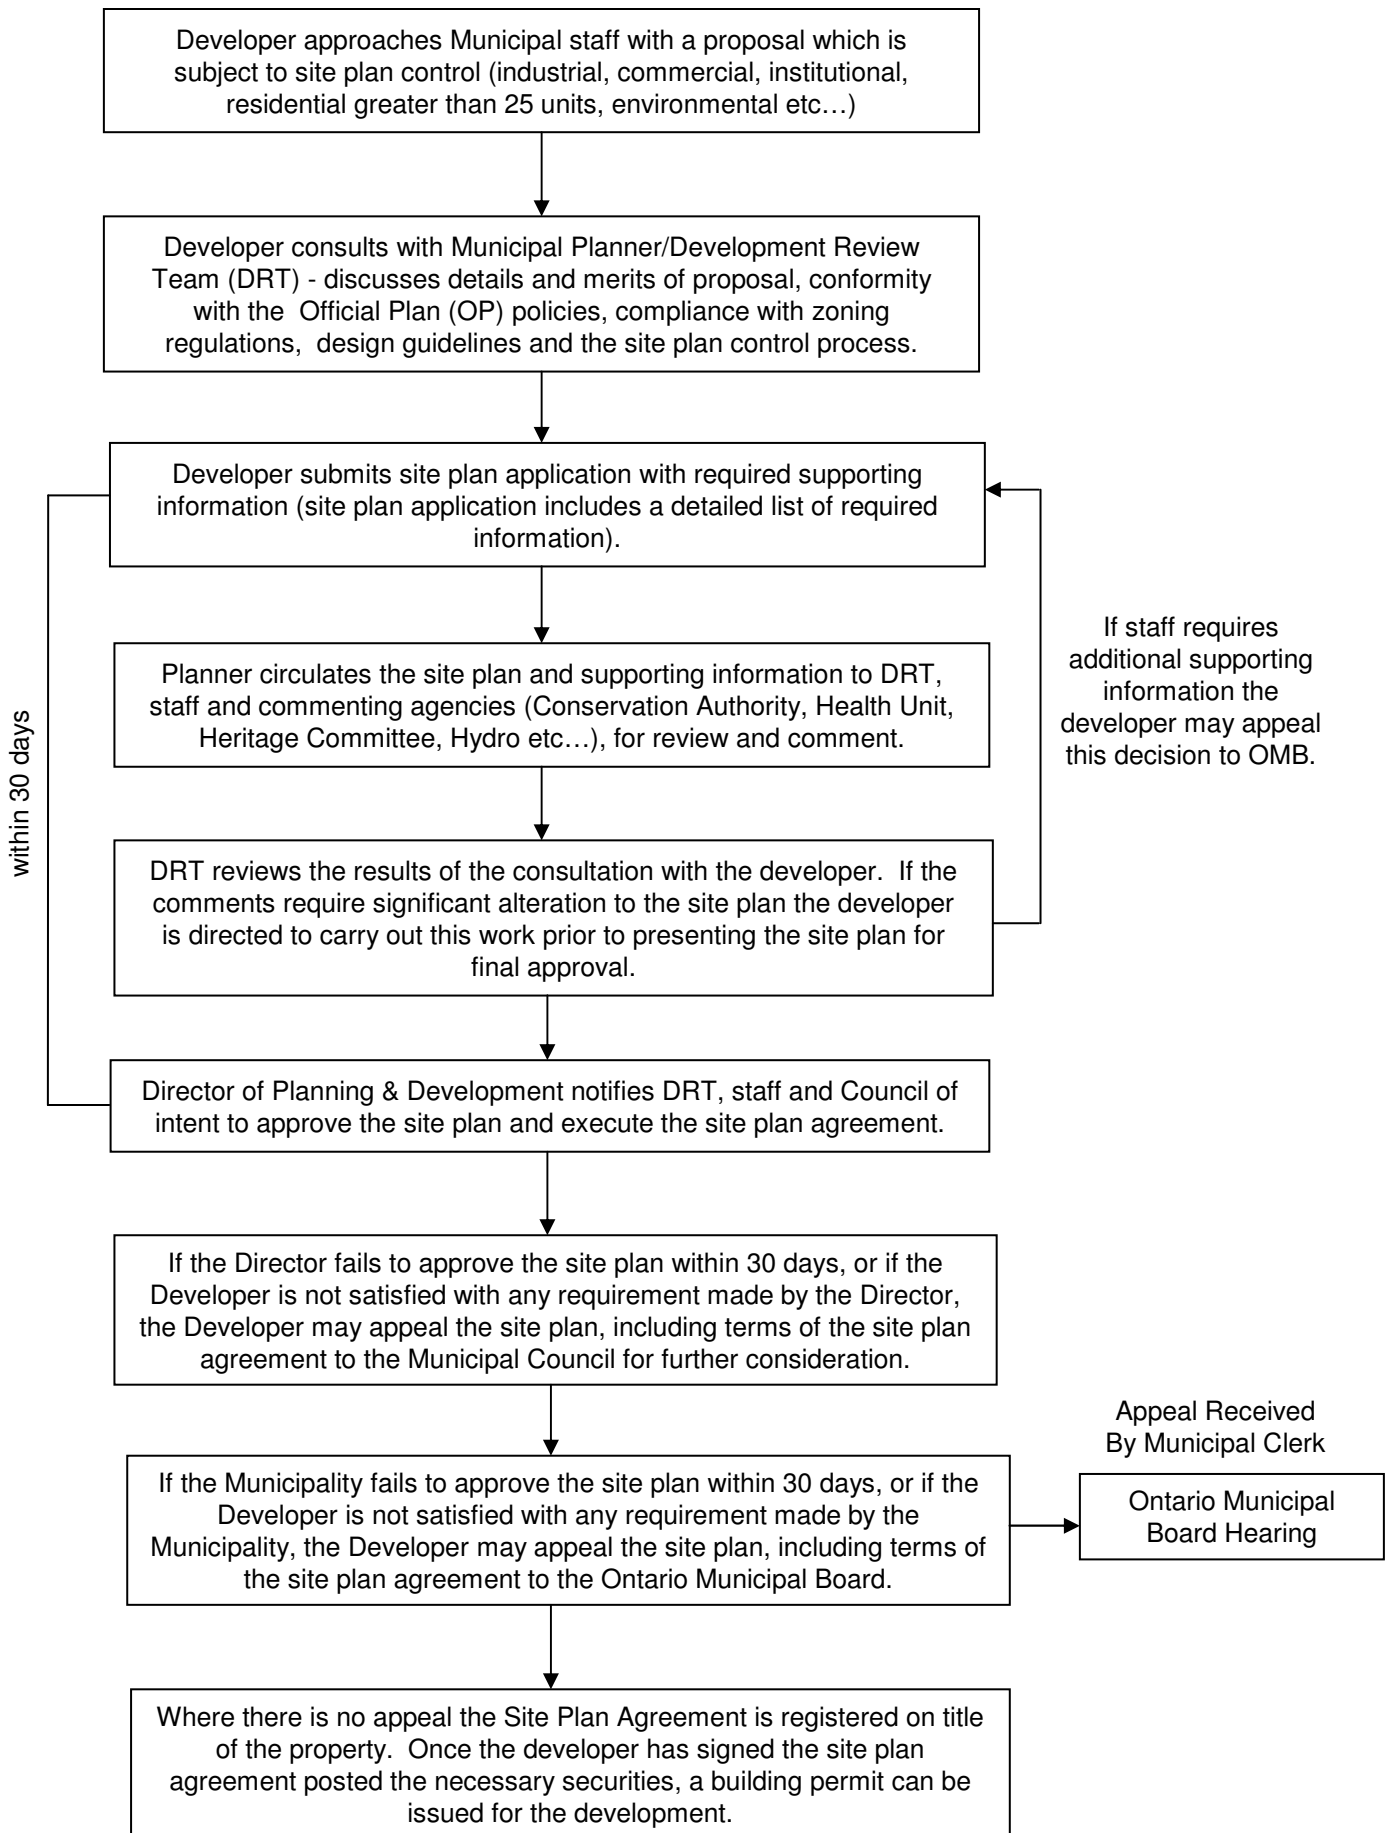 Developer approaches Municipal staff with a proposal which is
subject to site plan control (industrial, commercial, institutional,
residential greater than 25 units, environmental etc…)
Developer consults with Municipal Planner/Development Review
Team (DRT) - discusses details and merits of proposal, conformity
with the Official Plan (OP) policies, compliance with zoning
regulations, design guidelines and the site plan control process.
Developer submits site plan application with required supporting
information (site plan application includes a detailed list of required
information).
Planner circulates the site plan and supporting information to DRT,
staff and commenting agencies (Conservation Authority, Health Unit,
Heritage Committee, Hydro etc…), for review and comment.
If staff requires
additional supporting
information the
developer may appeal
this decision to OMB.
within 30 days
DRT reviews the results of the consultation with the developer. If the
comments require significant alteration to the site plan the developer
is directed to carry out this work prior to presenting the site plan for
final approval.
Director of Planning & Development notifies DRT, staff and Council of
intent to approve the site plan and execute the site plan agreement.
If the Director fails to approve the site plan within 30 days, or if the
Developer is not satisfied with any requirement made by the Director,
the Developer may appeal the site plan, including terms of the site plan
agreement to the Municipal Council for further consideration.
If the Municipality fails to approve the site plan within 30 days, or if the
Developer is not satisfied with any requirement made by the
Municipality, the Developer may appeal the site plan, including terms of
the site plan agreement to the Ontario Municipal Board.
Appeal Received
By Municipal Clerk
Ontario Municipal
Board Hearing
Where there is no appeal the Site Plan Agreement is registered on title
of the property. Once the developer has signed the site plan
agreement posted the necessary securities, a building permit can be
issued for the development.